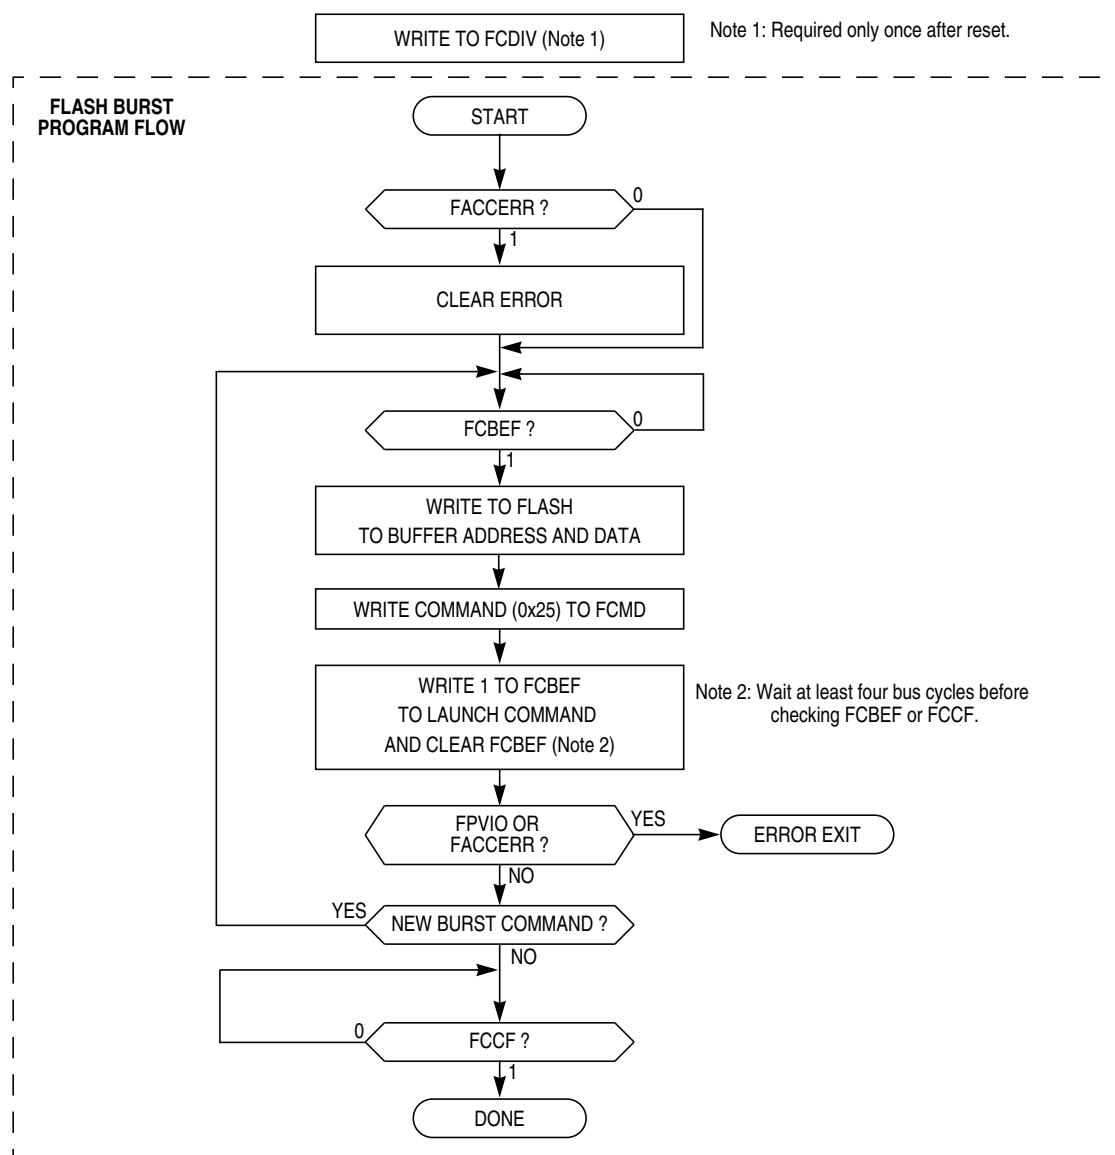 WRITE TO FCDIV (Note 1)
Note 1: Required only once after reset.
FLASH BURST
PROGRAM FLOW
START
FACCERR ?
0
1
CLEAR ERROR
FCBEF ?
0
1
WRITE TO FLASH
TO BUFFER ADDRESS AND DATA
WRITE COMMAND (0x25) TO FCMD
WRITE 1 TO FCBEF
TO LAUNCH COMMAND
AND CLEAR FCBEF (Note 2)
Note 2: Wait at least four bus cycles before
checking FCBEF or FCCF.
FPVIO OR
FACCERR ?
YES
ERROR EXIT
NO
YES
NEW BURST COMMAND ?
NO
0
FCCF ?
1
DONE